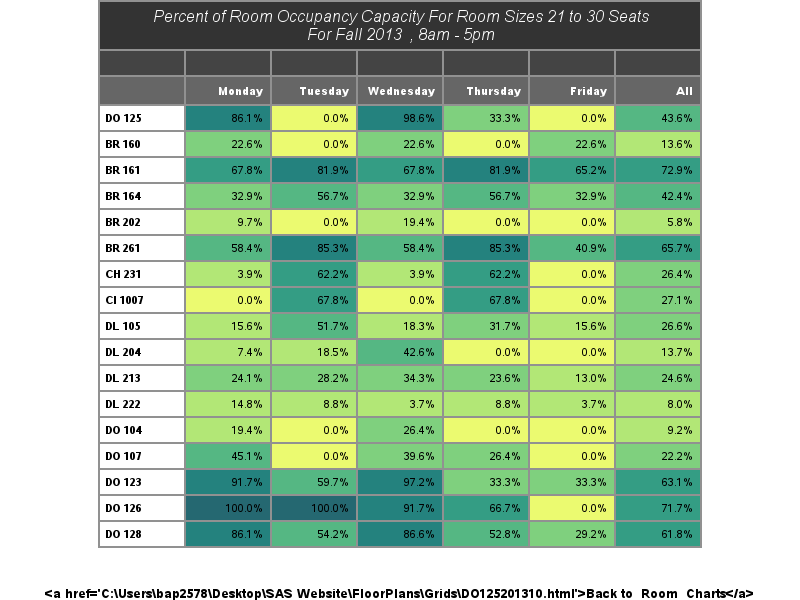 Percent of Room Occupancy Capacity For Room Sizes 21 to 30 Seats
For Fall 2013 , 8am - 5pm
Monday Tuesday Wednesday Thursday Friday All
DO 125 86.1% 0.0% 98.6% 33.3% 0.0% 43.6%
BR 160 22.6% 0.0% 22.6% 0.0% 22.6% 13.6%
BR 161 67.8% 81.9% 67.8% 81.9% 65.2% 72.9%
BR 164 32.9% 56.7% 32.9% 56.7% 32.9% 42.4%
BR 202 9.7% 0.0% 19.4% 0.0% 0.0% 5.8%
BR 261 58.4% 85.3% 58.4% 85.3% 40.9% 65.7%
CH 231 3.9% 62.2% 3.9% 62.2% 0.0% 26.4%
CI 1007 0.0% 67.8% 0.0% 67.8% 0.0% 27.1%
DL 105 15.6% 51.7% 18.3% 31.7% 15.6% 26.6%
DL 204 7.4% 18.5% 42.6% 0.0% 0.0% 13.7%
DL 213 24.1% 28.2% 34.3% 23.6% 13.0% 24.6%
DL 222 14.8% 8.8% 3.7% 8.8% 3.7% 8.0%
DO 104 19.4% 0.0% 26.4% 0.0% 0.0% 9.2%
DO 107 45.1% 0.0% 39.6% 26.4% 0.0% 22.2%
DO 123 91.7% 59.7% 97.2% 33.3% 33.3% 63.1%
DO 126 100.0% 100.0% 91.7% 66.7% 0.0% 71.7%
DO 128 86.1% 54.2% 86.6% 52.8% 29.2% 61.8%
<a href='C:\Users\bap2578\Desktop\SAS Website\FloorPlans\Grids\DO125201310.html'>Back to Room Charts</a>